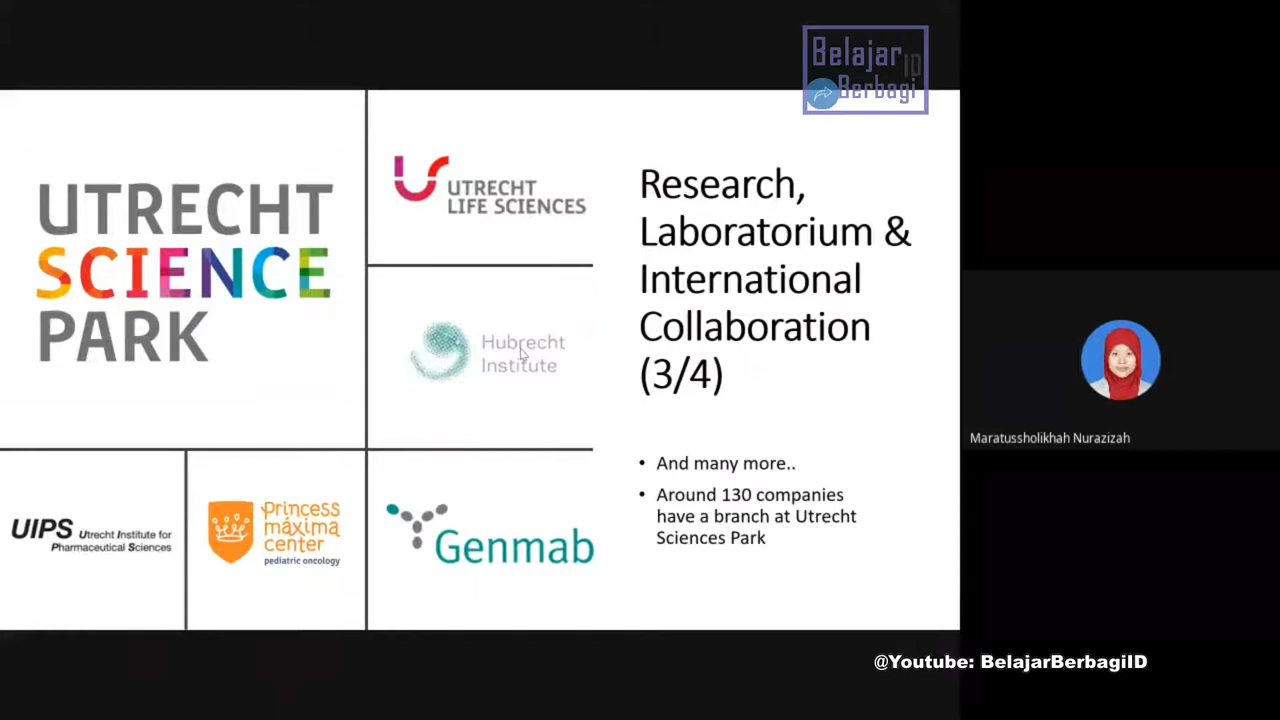 Belajar
ID
Berbagi
UTRECHT
SCIENCE
PARK
UTRECHT
LIFE SCIENCES
Hubrecht
Institute
UIPS Utrecht Institute for
Pharmaceutical Sciences
Princess
máxima
center
pediatric oncology
Genmab
Research,
Laboratorium &
International
Collaboration
(3/4)
• And many more..
• Around 130 companies
have a branch at Utrecht
Sciences Park
Maratussholikhah Nurazizah
@Youtube: BelajarBerbagiID